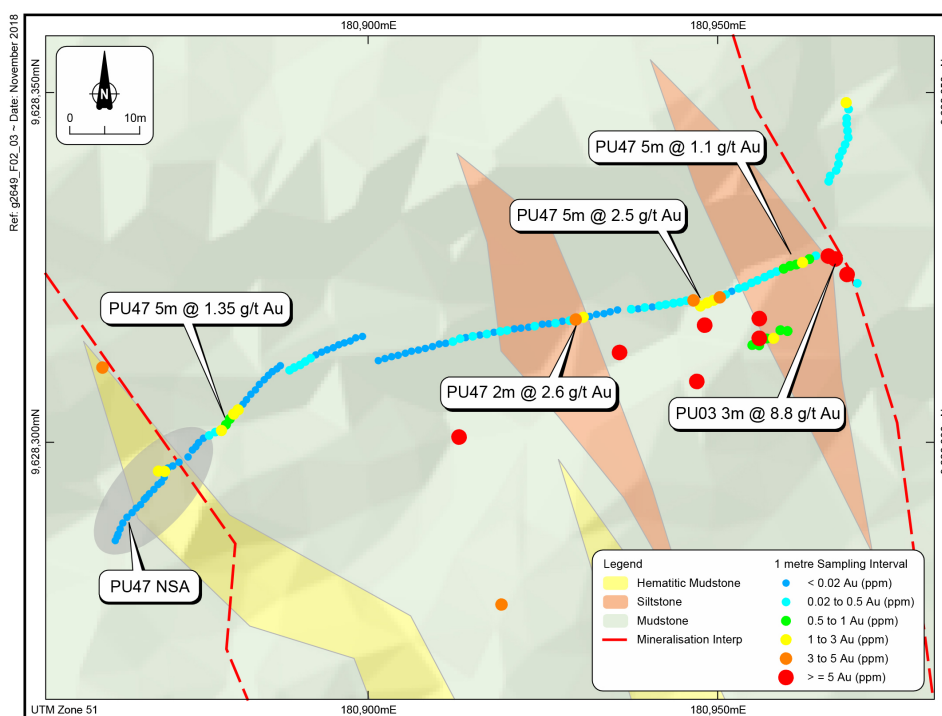 Ref: g2649_F02_03 ~ Date: November 2018
180,900mE
180,950mE
9,628,350mN
N
0 10m
PU47 5m @ 1.1 g/t Au
PU47 5m @ 2.5 g/t Au
PU47 5m @ 1.35 g/t Au
PU47 2m @ 2.6 g/t Au
PU03 3m @ 8.8 g/t Au
9,628,300mN
PU47 NSA
Legend
Hematitic Mudstone
Siltstone
Mudstone
Mineralisation Interp
1 metre Sampling Interval
< 0.02 Au (ppm)
0.02 to 0.5 Au (ppm)
0.5 to 1 Au (ppm)
1 to 3 Au (ppm)
3 to 5 Au (ppm)
> = 5 Au (ppm)
UTM Zone 51
180,900mE
180,950mE